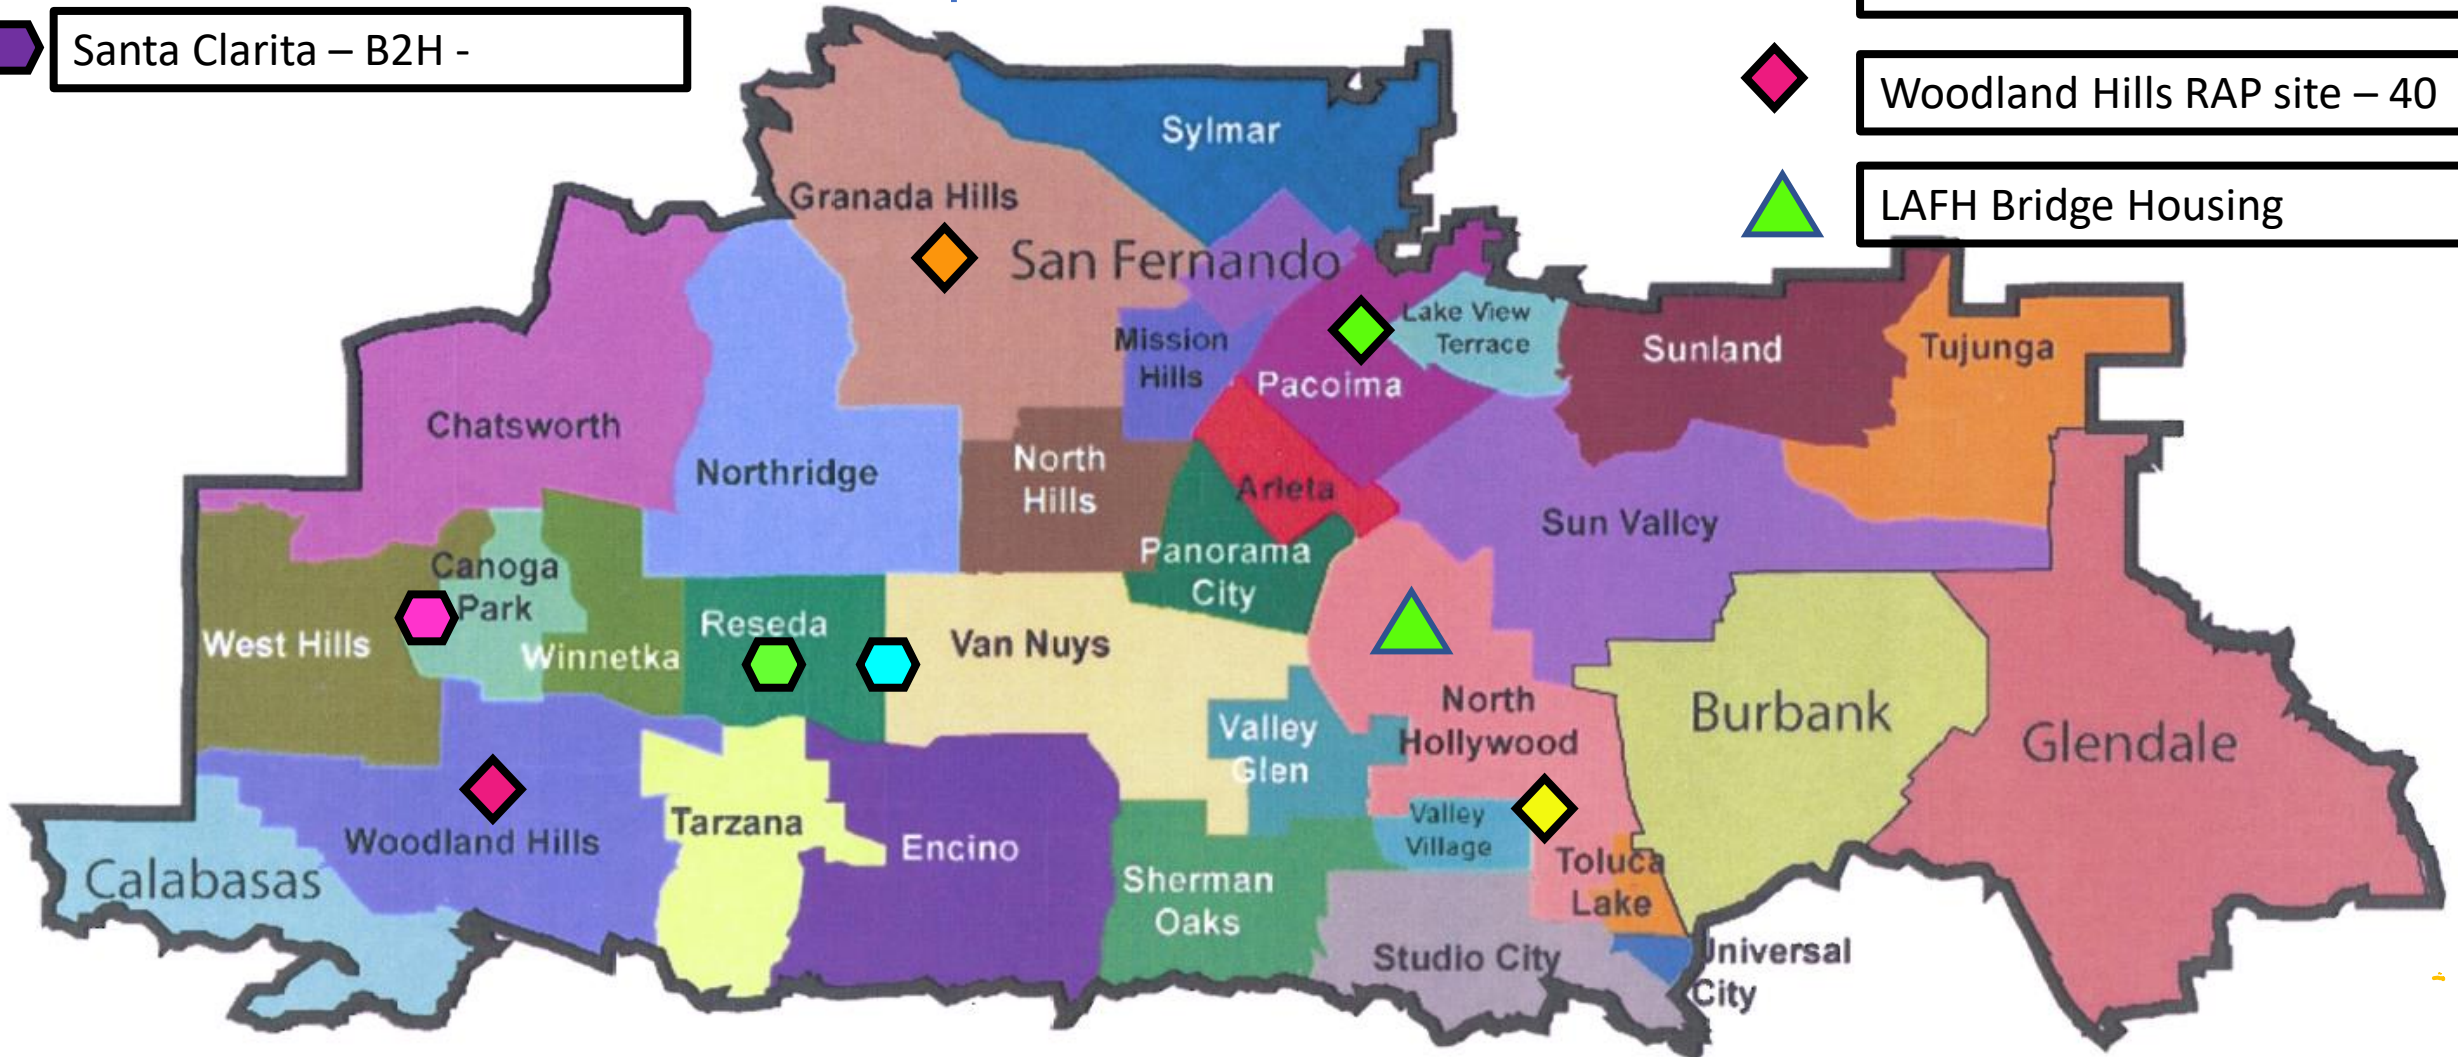 Santa Clarita – B2H -
Woodland Hills RAP site – 40
LAFH Bridge Housing
Sylmar
Granada Hills
San Fernando
Lake View
Terrace
Mission
Hills
Sunland
Tujunga
Pacoima
Chatsworth
Northridge
North
Hills
Arleta
Sun Valley
Panorama
City
Canoga
Park
West Hills
Winnetka
Reseda
Van Nuys
North
Hollywood
Burbank
Glendale
Valley
Glen
Valley
Village
Woodland Hills
Tarzana
Encino
Calabasas
Sherman
Oaks
Toluca
Lake
Studio City
Universal
City